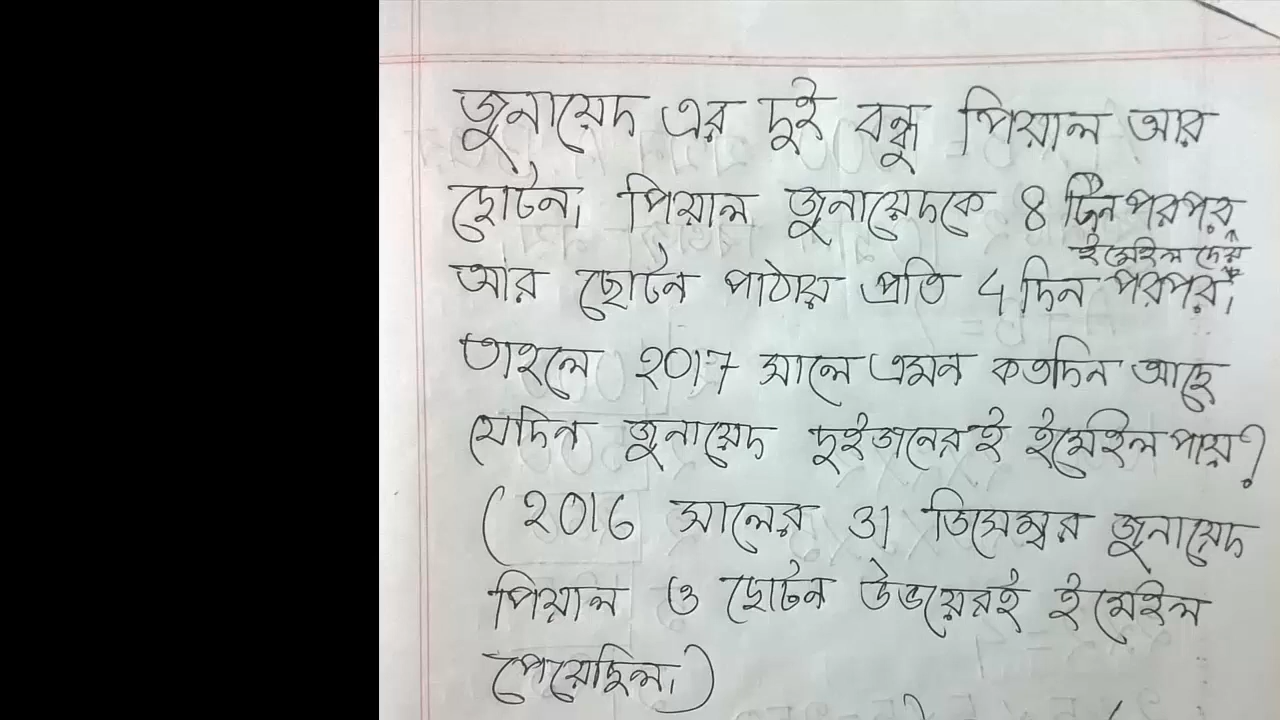 জুনায়েদ এর দুই বন্ধু পিয়াল আর
ছোটন। পিয়াল জুনায়েদকে 8 দিন পরপর
ইমেইল দেয়
আর ছোটন পাঠায় প্রতি 4 দিন পরপর।
তাহলে 2017 সালে এমন কতদিন আছে
যেদিন জুনায়েদ দুইজনেরই ইমেইল পায়?
(2016 সালের 31 ডিসেম্বর জুনায়েদ
পিয়াল ও ছোটন উভয়েরই ইমেইল
পেয়েছিল।)